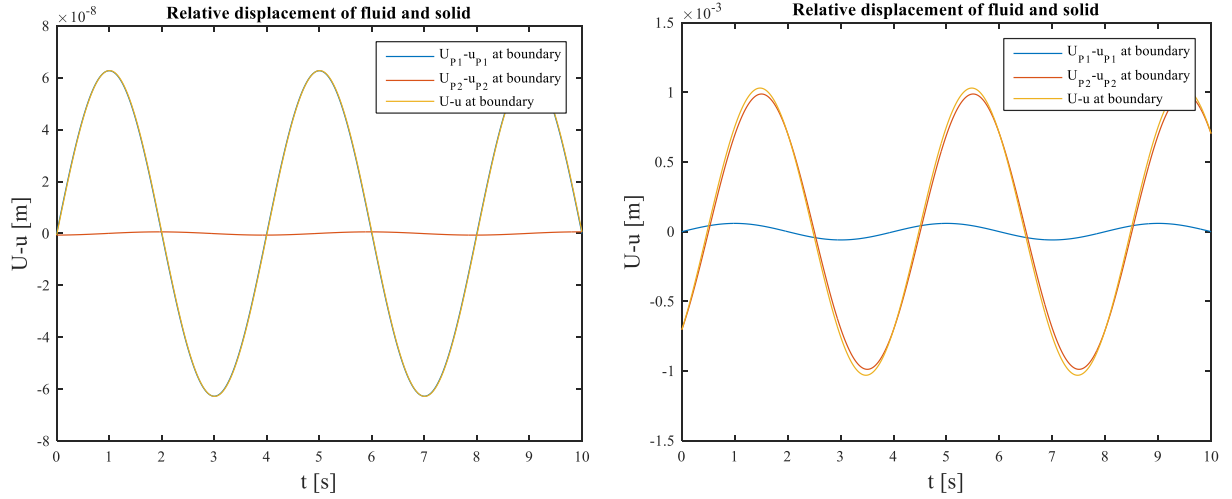 Relative displacement of fluid and solid
×10⁻⁸
8
6
4
2
0
-2
-4
-6
-8
U-u [m]
0 1 2 3 4 5 6 7 8 9 10
t [s]
U_P1-u_P1 at boundary
U_P2-u_P2 at boundary
U-u at boundary
Relative displacement of fluid and solid
×10⁻³
1.5
1
0.5
0
-0.5
-1
-1.5
U-u [m]
0 1 2 3 4 5 6 7 8 9 10
t [s]
U_P1-u_P1 at boundary
U_P2-u_P2 at boundary
U-u at boundary